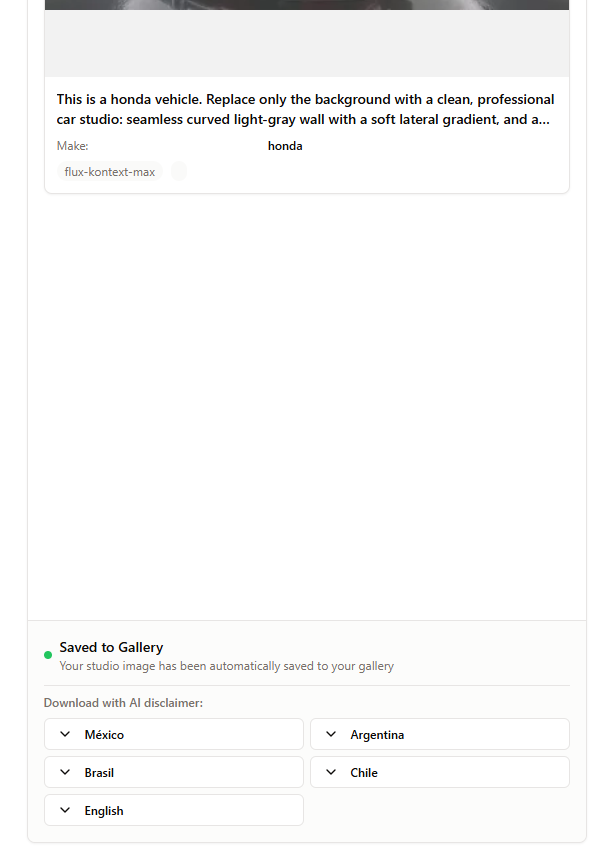 This is a honda vehicle. Replace only the background with a clean, professional
car studio: seamless curved light-gray wall with a soft lateral gradient, and a...
Make: honda
flux-kontext-max
Saved to Gallery
Your studio image has been automatically saved to your gallery
Download with AI disclaimer:
México Argentina
Brasil Chile
English